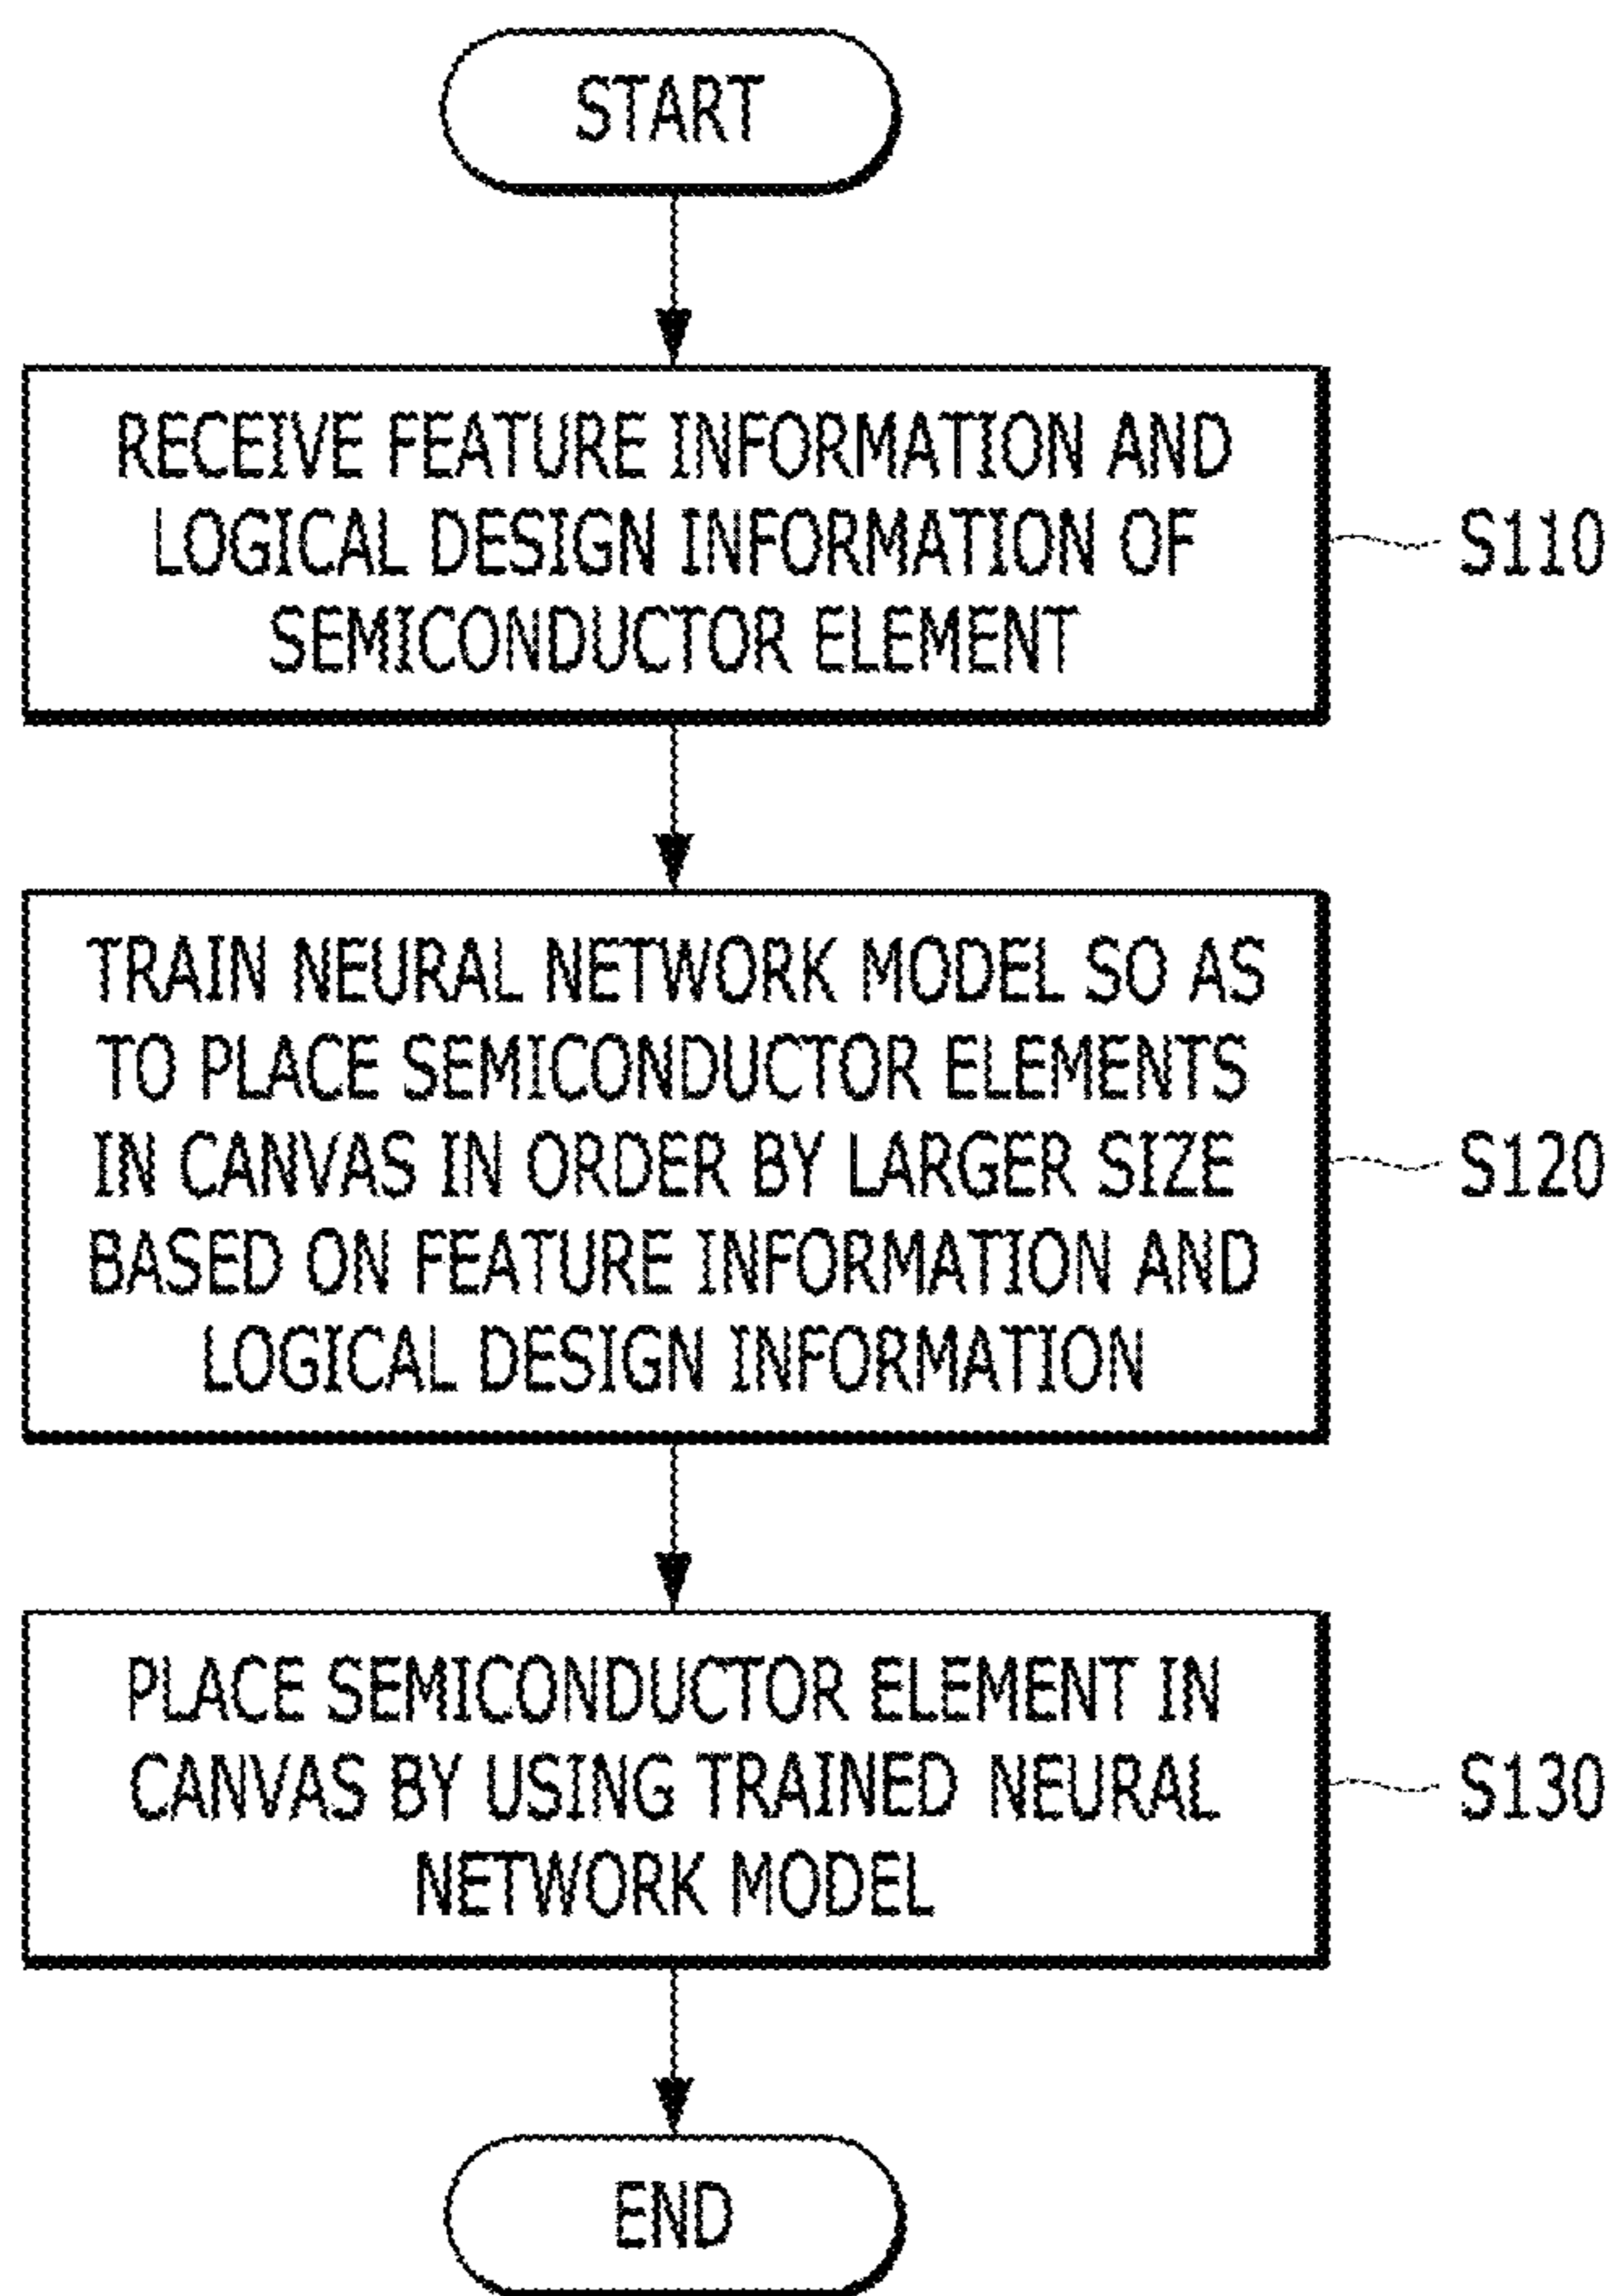 START
RECEIVE FEATURE INFORMATION AND
LOGICAL DESIGN INFORMATION OF
SEMICONDUCTOR ELEMENT
S110
TRAIN NEURAL NETWORK MODEL SO AS
TO PLACE SEMICONDUCTOR ELEMENTS
IN CANVAS IN ORDER BY LARGER SIZE
BASED ON FEATURE INFORMATION AND
LOGICAL DESIGN INFORMATION
S120
PLACE SEMICONDUCTOR ELEMENT IN
CANVAS BY USING TRAINED NEURAL
NETWORK MODEL
S130
END